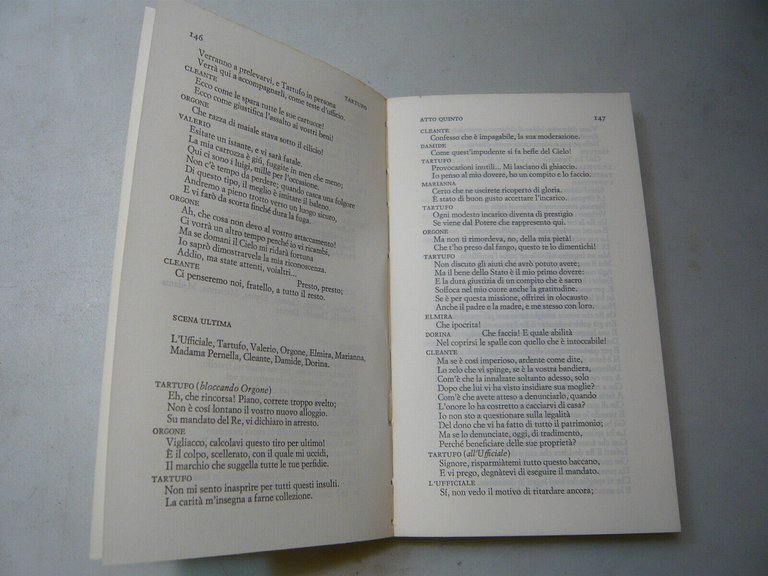 146
TARTUFO
Verranno a prelevarvi, e Tartufo in persona
Verrà qui a accompagnarli, come teste d'ufficio.
CLEANTE
Ecco come le spara tutte le sue cartucce!
Ecco come giustifica l'assalto ai vostri beni!
ORGONE
Che razza di maiale stava sotto il cilicio!
VALERIO
Esitate un istante, e vi sarà fatale.
La mia carrozza è giú, fuggite in men che meno;
Qui ci sono i luigi, mille per l'occasione.
Non c'è tempo da perdere; quando casca una folgore
Di questo tipo, il meglio è imitare il baleno.
Andremo a pieno trotto verso un luogo sicuro,
E vi farò da scorta finché dura la fuga.
ORGONE
Ah, che cosa non devo al vostro attaccamento!
Ci vorrà un altro tempo perché io vi ricambi,
Ma se domani il Cielo mi ridarà fortuna
Io saprò dimostrarvela la mia riconoscenza.
Addio, ma state attenti, voialtri...
CLEANTE
Presto, presto;
Ci penseremo noi, fratello, a tutto il resto.
SCENA ULTIMA
L'Ufficiale, Tartufo, Valerio, Orgone, Elmira, Marianna,
Madama Pernella, Cleante, Damide, Dorina.
TARTUFO (bloccando Orgone)
Eh, che rincorsa! Piano, correte troppo svelto;
Non è cosí lontano il vostro nuovo alloggio.
Su mandato del Re, vi dichiaro in arresto.
ORGONE
Vigliacco, calcolavi questo tiro per ultimo!
È il colpo, scellerato, con il quale mi uccidi,
Il marchio che suggella tutte le tue perfidie.
TARTUFO
Non mi sento inasprire per tutti questi insulti.
La carità m'insegna a farne collezione.
ATTO QUINTO
147
CLEANTE
Confesso che è impagabile, la sua moderazione.
DAMIDE
Come quest'impudente si fa beffe del Cielo!
TARTUFO
Provocazioni inutili... Mi lasciano di ghiaccio.
Io penso al mio dovere, ho un compito e lo faccio.
MARIANNA
Certo che ne uscirete ricoperto di gloria.
È stato di buon gusto accettare l'incarico.
TARTUFO
Ogni modesto incarico diventa di prestigio
Se viene dal Potere che rappresento qui.
ORGONE
Ma non ti rimordeva, no, della mia pietà!
Che t'ho preso dal fango, questo te lo dimentichi!
TARTUFO
Non discuto gli aiuti che avrò potuto avere;
Ma il bene dello Stato è il mio primo dovere:
E la dura giustizia di un compito che è sacro
Soffoca nel mio cuore anche la gratitudine.
Se è per questa missione, offrirei in olocausto
Anche il padre e la madre, e me stesso con loro.
ELMIRA
Che ipocrita!
DORINA Che faccia! E quale abilità
Nel coprirsi le spalle con quello che è intoccabile!
CLEANTE
Ma se è cosí imperioso, ardente come dite,
Lo zelo che vi spinge, se è la vostra bandiera,
Com'è che la innalzate soltanto adesso, solo
Dopo che lui vi ha visto insidiare sua moglie?
Com'è che avete atteso a denunciarlo, quando
L'onore lo ha costretto a cacciarvi di casa?
Io non sto a questionare sulla legalità
Del dono che vi ha fatto di tutto il patrimonio;
Ma se lo denunciate, oggi, di tradimento,
Perché beneficiare delle sue proprietà?
TARTUFO (all'Ufficiale)
Signore, risparmiàtemi tutto questo baccano,
E vi prego, degnàtevi di eseguire il mandato.
L'UFFICIALE
Sí, non vedo il motivo di ritardare ancora;